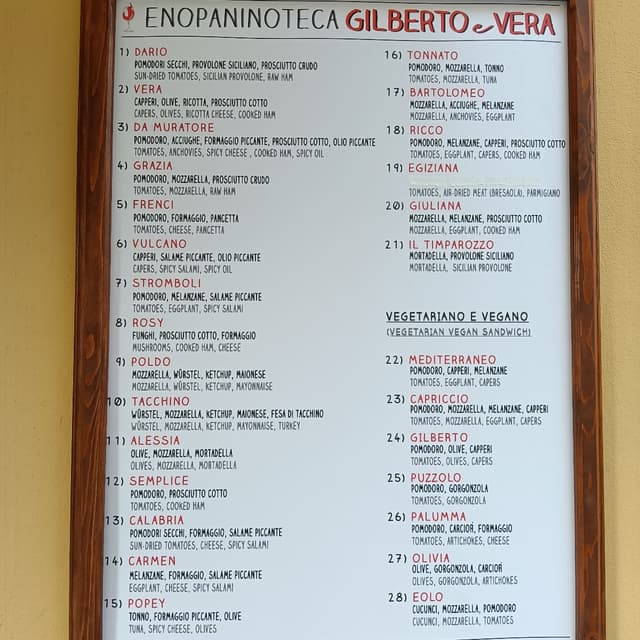 ENOPANINOTECA GILBERTO e VERA
1) DARIO
POMODORI SECCHI, PROVOLONE SICILIANO, PROSCIUTTO CRUDO
SUN-DRIED TOMATOES, SICILIAN PROVOLONE, RAW HAM
2) VERA
CAPPERI, OLIVE, RICOTTA, PROSCIUTTO COTTO
CAPERS, OLIVES, RICOTTA CHEESE, COOKED HAM
3) DA MURATORE
POMODORO, ACCIUGHE, FORMAGGIO PICCANTE, PROSCIUTTO COTTO, OLIO PICCANTE
TOMATOES, ANCHOVIES, SPICY CHEESE , COOKED HAM, SPICY OIL
4) GRAZIA
POMODORO, MOZZARELLA, PROSCIUTTO CRUDO
TOMATOES, MOZZARELLA, RAW HAM
5) FRENCI
POMODORO, FORMAGGIO, PANCETTA
TOMATOES, CHEESE, PANCETTA
6) VULCANO
CAPPERI, SALAME PICCANTE, OLIO PICCANTE
CAPERS, SPICY SALAMI, SPICY OIL
7) STROMBOLI
POMODORO, MELANZANE, SALAME PICCANTE
TOMATOES, EGGPLANT, SPICY SALAMI
8) ROSY
FUNGHI, PROSCIUTTO COTTO, FORMAGGIO
MUSHROOMS, COOKED HAM, CHEESE
9) POLDO
MOZZARELLA, WÜRSTEL, KETCHUP, MAIONESE
MOZZARELLA, WÜRSTEL, KETCHUP, MAYONNAISE
10) TACCHINO
WÜRSTEL, MOZZARELLA, KETCHUP, MAIONESE, FESA DI TACCHINO
WÜRSTEL, MOZZARELLA, KETCHUP, MAYONNAISE, TURKEY
11) ALESSIA
OLIVE, MOZZARELLA, MORTADELLA
OLIVES, MOZZARELLA, MORTADELLA
12) SEMPLICE
POMODORO, PROSCIUTTO COTTO
TOMATOES, COOKED HAM
13) CALABRIA
POMODORI SECCHI, FORMAGGIO, SALAME PICCANTE
SUN-DRIED TOMATOES, CHEESE, SPICY SALAMI
14) CARMEN
MELANZANE, FORMAGGIO, SALAME PICCANTE
EGGPLANT, CHEESE, SPICY SALAMI
15) POPEY
TONNO, FORMAGGIO PICCANTE, OLIVE
TUNA, SPICY CHEESE, OLIVES
16) TONNATO
POMODORO, MOZZARELLA, TONNO
TOMATOES, MOZZARELLA, TUNA
17) BARTOLOMEO
MOZZARELLA, ACCIUGHE, MELANZANE
MOZZARELLA, ANCHOVIES, EGGPLANT
18) RICCO
POMODORO, MELANZANE, CAPPERI, PROSCIUTTO COTTO
TOMATOES, EGGPLANT, CAPERS, COOKED HAM
19) EGIZIANA
TOMATOES, AIR-DRIED MEAT (BRESAOLA), PARMIGIANO
20) GIULIANA
MOZZARELLA, MELANZANE, PROSCIUTTO COTTO
MOZZARELLA, EGGPLANT, COOKED HAM
21) IL TIMPAROZZO
MORTADELLA, PROVOLONE SICILIANO
MORTADELLA, SICILIAN PROVOLONE
VEGETARIANO E VEGANO
(VEGETARIAN VEGAN SANDWICH)
22) MEDITERRANEO
POMODORO, CAPPERI, MELANZANE
TOMATOES, EGGPLANT, CAPERS
23) CAPRICCIO
POMODORO, MOZZARELLA, MELANZANE, CAPPERI
TOMATOES, MOZZARELLA, EGGPLANT, CAPERS
24) GILBERTO
POMODORO, OLIVE, CAPPERI
TOMATOES, OLIVES, CAPERS
25) PUZZOLO
POMODORO, GORGONZOLA
TOMATOES, GORGONZOLA
26) PALUMMA
POMODORO, CARCIOFI, FORMAGGIO
TOMATOES, ARTICHOKES, CHEESE
27) OLIVIA
OLIVE, GORGONZOLA, CARCIOFI
OLIVES, GORGONZOLA, ARTICHOKES
28) EOLO
CUCUNCI, MOZZARELLA, POMODORO
CUCUNCI, MOZZARELLA, TOMATOES